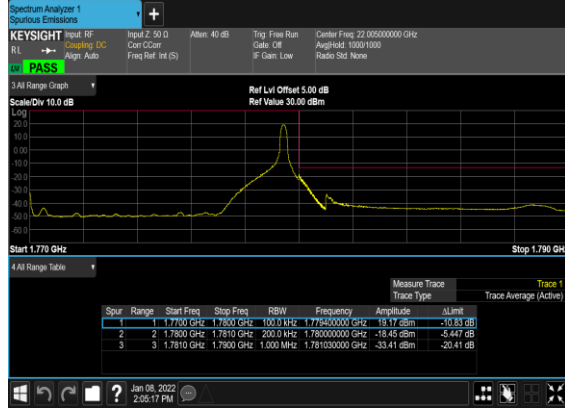 Spectrum Analyzer 1
Spurious Emissions
KEYSIGHT Input: RF Input Z: 50 Ω Atten: 40 dB Trig: Free Run Center Freq: 22.005000000 GHz
RL Coupling: DC Corr CCorr Gate: Off Avg|Hold: 1000/1000
Align: Auto Freq Ref: Int (S) IF Gain: Low Radio Std: None
PASS
3 All Range Graph
Ref Lvl Offset 5.00 dB
Scale/Div 10.0 dB Ref Value 30.00 dBm
Log
20.0
10.0
0.00
-10.0
-20.0
-30.0
-40.0
-50.0
-60.0
Start 1.770 GHz Stop 1.790 GH
4 All Range Table
Measure Trace Trace 1
Trace Type Trace Average (Active)
Spur Range Start Freq Stop Freq RBW Frequency Amplitude ΔLimit
1 1 1.7700 GHz 1.7800 GHz 100.0 kHz 1.779400000 GHz 19.17 dBm -10.83 dB
2 2 1.7800 GHz 1.7810 GHz 200.0 kHz 1.780000000 GHz -18.45 dBm -5.447 dB
3 3 1.7810 GHz 1.7900 GHz 1.000 MHz 1.781030000 GHz -33.41 dBm -20.41 dB
? Jan 08, 2022
2:05:17 PM